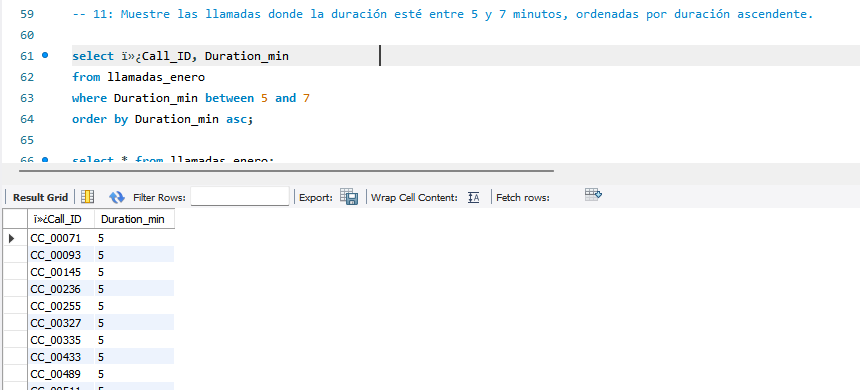 59 -- 11: Muestre las llamadas donde la duración esté entre 5 y 7 minutos, ordenadas por duración ascendente.
60
61 select ï»¿Call_ID, Duration_min
62 from llamadas_enero
63 where Duration_min between 5 and 7
64 order by Duration_min asc;
65
66 select * from llamadas_enero;
Result Grid Filter Rows: Export: Wrap Cell Content: Fetch rows:
ï»¿Call_ID Duration_min
CC_00071 5
CC_00093 5
CC_00145 5
CC_00236 5
CC_00255 5
CC_00327 5
CC_00335 5
CC_00433 5
CC_00489 5
CC_00511 5